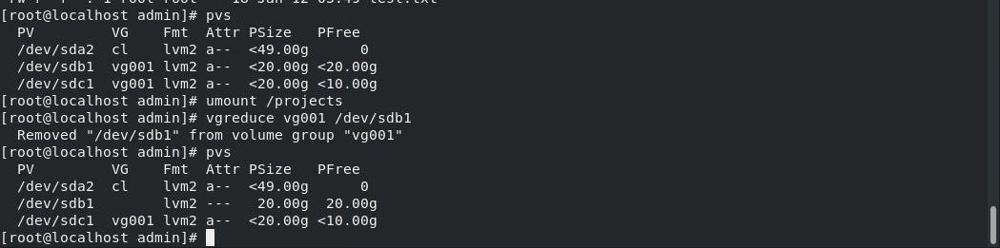 [root@localhost admin]# pvs
  PV         VG    Fmt  Attr PSize   PFree
  /dev/sda2  cl    lvm2 a--  <49.00g      0
  /dev/sdb1  vg001 lvm2 a--  <20.00g <20.00g
  /dev/sdc1  vg001 lvm2 a--  <20.00g <10.00g
[root@localhost admin]# umount /projects
[root@localhost admin]# vgreduce vg001 /dev/sdb1
  Removed "/dev/sdb1" from volume group "vg001"
[root@localhost admin]# pvs
  PV         VG    Fmt  Attr PSize   PFree
  /dev/sda2  cl    lvm2 a--  <49.00g      0
  /dev/sdb1        lvm2 ---   20.00g  20.00g
  /dev/sdc1  vg001 lvm2 a--  <20.00g <10.00g
[root@localhost admin]#